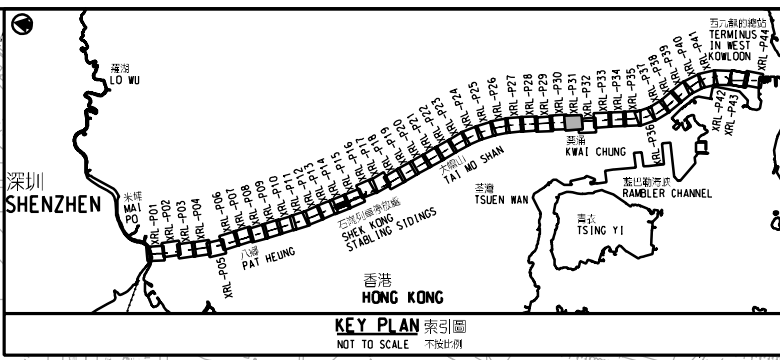 西九龍的總站
TERMINUS
IN WEST
KOWLOON
羅湖
LO WU
深圳
SHENZHEN
米埔
MAI
PO
XRL-P01
XRL-P02
XRL-P03
XRL-P04
XRL-P05
XRL-P06
XRL-P07
XRL-P08
XRL-P09
XRL-P10
XRL-P11
XRL-P12
XRL-P13
XRL-P14
XRL-P15
XRL-P16
XRL-P17
XRL-P18
XRL-P19
XRL-P20
XRL-P21
XRL-P22
XRL-P23
XRL-P24
XRL-P25
XRL-P26
XRL-P27
XRL-P28
XRL-P29
XRL-P30
XRL-P31
XRL-P32
XRL-P33
XRL-P34
XRL-P35
XRL-P36
XRL-P37
XRL-P38
XRL-P39
XRL-P40
XRL-P41
XRL-P42
XRL-P43
XRL-P44
八鄉
PAT HEUNG
SHEK KONG
STABLING SIDINGS
大帽山
TAI MO SHAN
葵涌
KWAI CHUNG
荃灣
TSUEN WAN
藍巴勒海峽
RAMBLER CHANNEL
青衣
TSING YI
香港
HONG KONG
KEY PLAN 索引圖
NOT TO SCALE 不按比例